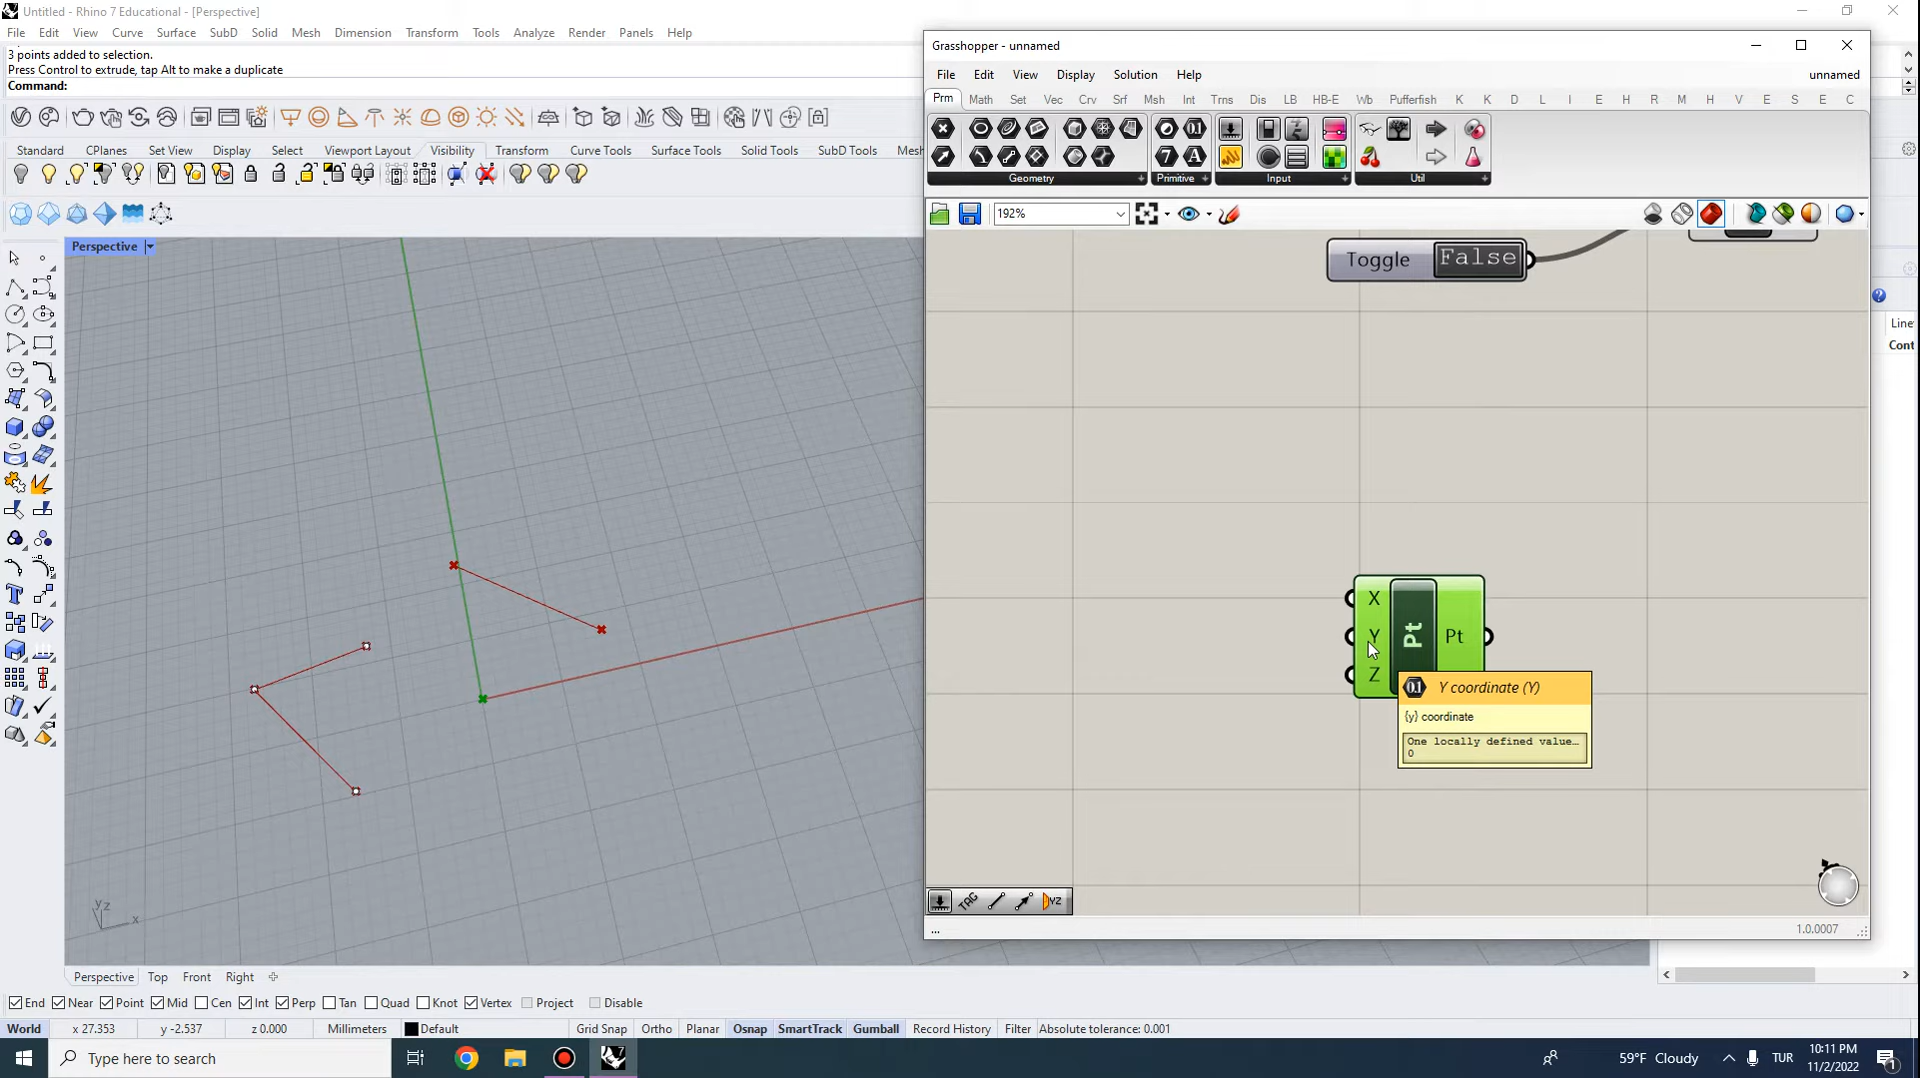 Untitled - Rhino 7 Educational - [Perspective]
File Edit View Curve Surface SubD Solid Mesh Dimension Transform Tools Analyze Render Panels Help
3 points added to selection.
Press Control to extrude, tap Alt to make a duplicate
Command:
Standard CPlanes Set View Display Select Viewport Layout Visibility Transform Curve Tools Surface Tools Solid Tools SubD Tools Mesh
Perspective
Grasshopper - unnamed
File Edit View Display Solution Help unnamed
Prm Math Set Vec Crv Srf Msh Int Trns Dis LB HB-E Wb Pufferfish K K D L I E H R M H V E S E C
Geometry Primitive Input Util
192%
Toggle False
X
Y
Z
Pt
Pt
Y coordinate (Y)
{y} coordinate
One locally defined value...
0
TAG YZ
... 1.0.0007
Line
Cont
y z x
Perspective Top Front Right
End Near Point Mid Cen Int Perp Tan Quad Knot Vertex Project Disable
World x 27.353 y -2.537 z 0.000 Millimeters Default Grid Snap Ortho Planar Osnap SmartTrack Gumball Record History Filter Absolute tolerance: 0.001
Type here to search
59°F Cloudy TUR
10:11 PM
11/2/2022
1